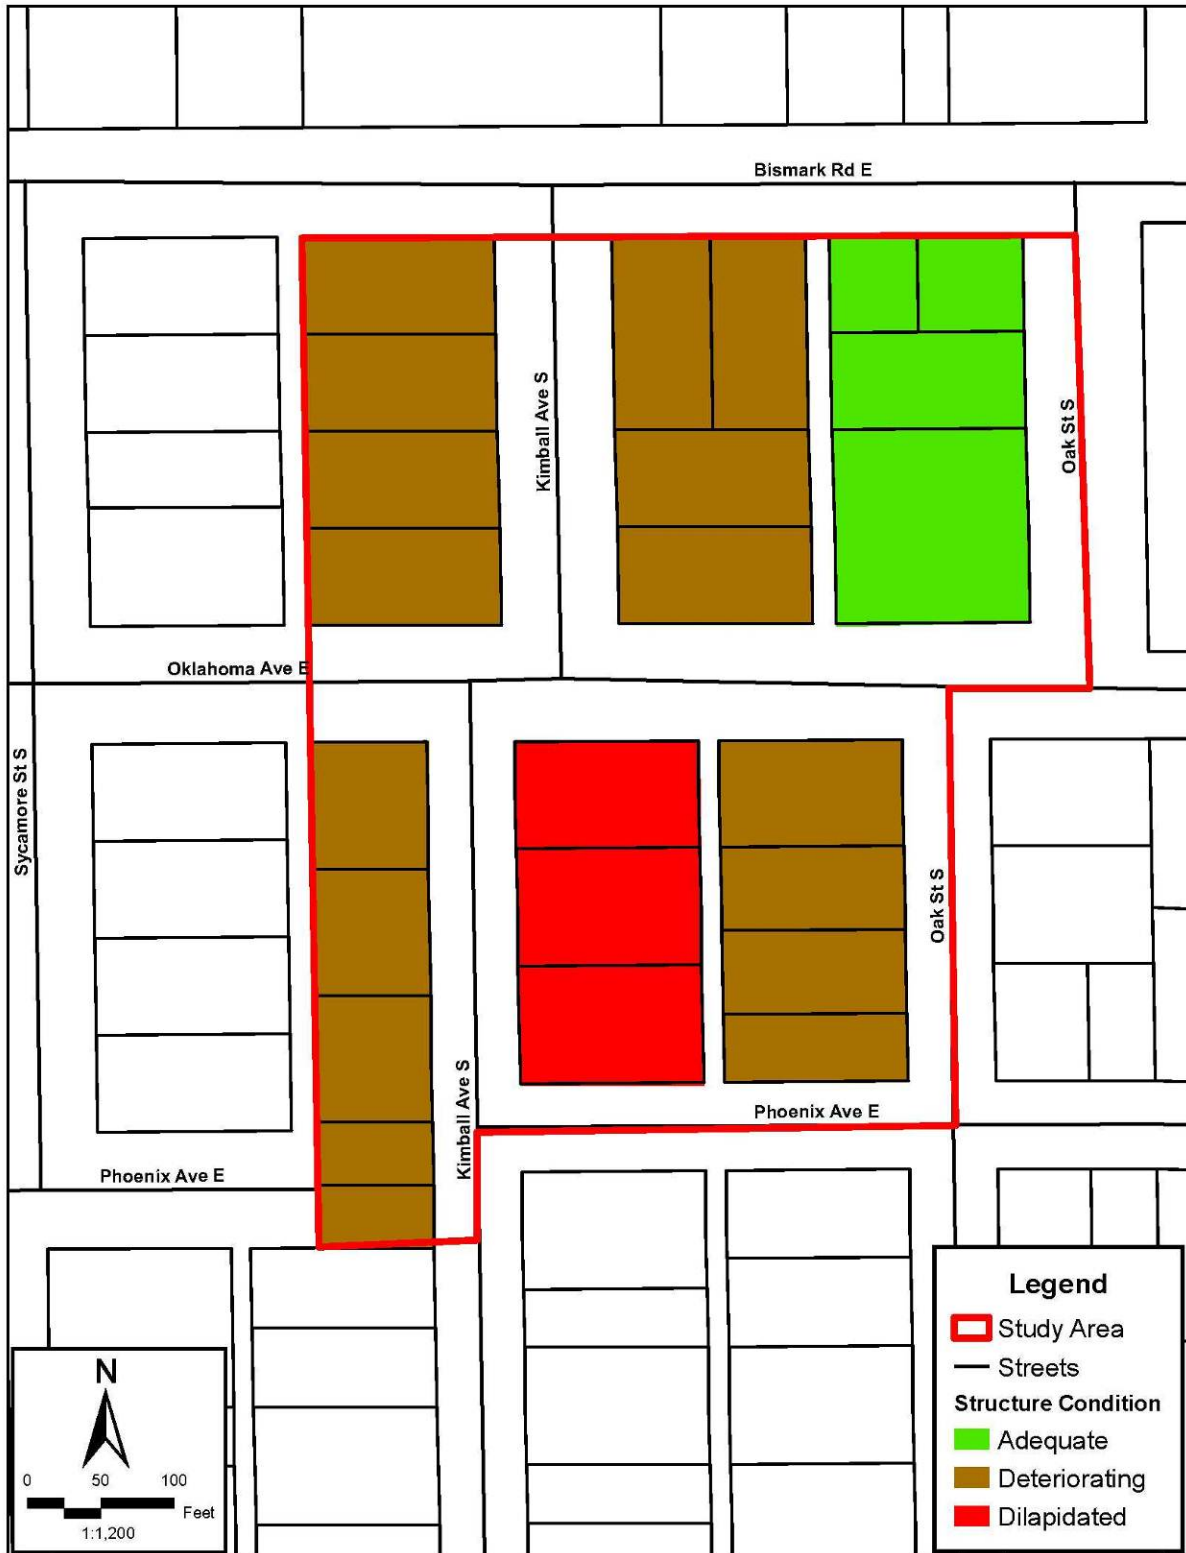 Bismark Rd E
Kimball Ave S
Oak St S
Oklahoma Ave E
Sycamore St S
Oak St S
Kimball Ave S
Phoenix Ave E
Phoenix Ave E
Legend
Study Area
Streets
Structure Condition
Adequate
Deteriorating
Dilapidated
N
0 50 100
Feet
1:1,200